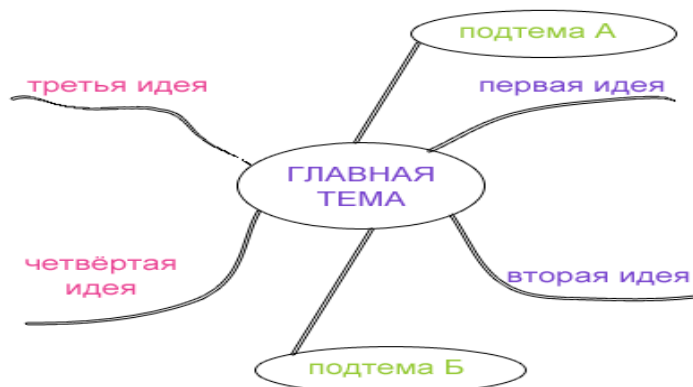 подтема А
третья идея
первая идея
ГЛАВНАЯ
ТЕМА
четвёртая
идея
вторая идея
подтема Б